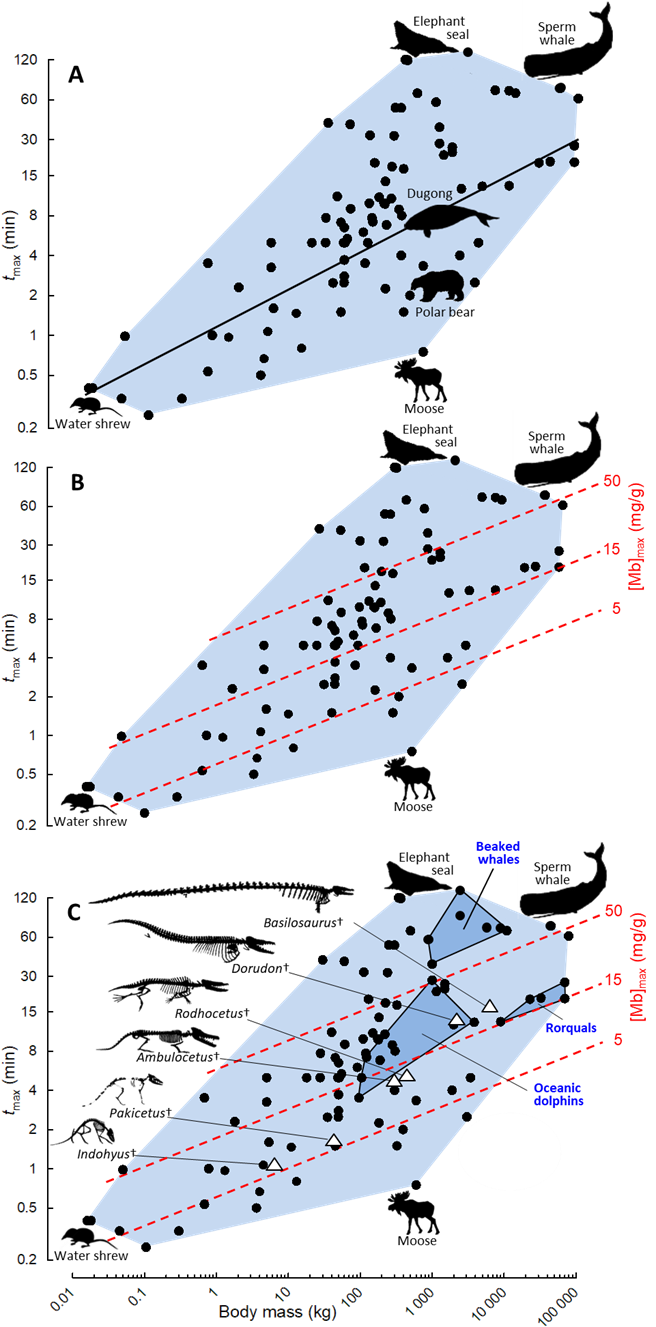 A
Elephant
seal
Sperm
whale
120
60
30
15
8
4
2
1
0.5
0.2
tmax (min)
Dugong
Polar bear
Moose
Water shrew
B
Elephant
seal
Sperm
whale
120
60
30
15
8
4
2
1
0.5
0.2
tmax (min)
50
15
5
[Mb]max (mg/g)
Moose
Water shrew
C
Elephant
seal
Beaked
whales
Sperm
whale
120
60
30
15
8
4
2
1
0.5
0.2
tmax (min)
50
15
5
[Mb]max (mg/g)
Basilosaurus†
Dorudon†
Rodhocetus†
Ambulocetus†
Pakicetus†
Indohyus†
Rorquals
Oceanic
dolphins
Moose
Water shrew
0.01
0.1
1
10
100
1 000
10 000
100 000
Body mass (kg)